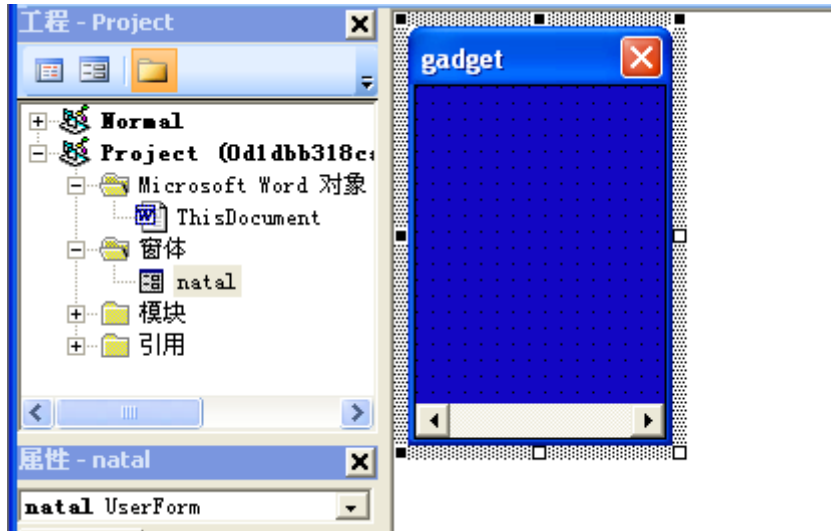 工程 - Project
Normal
Project (0d1dbb318c
Microsoft Word 对象
ThisDocument
窗体
natal
模块
引用
属性 - natal
natal UserForm
gadget